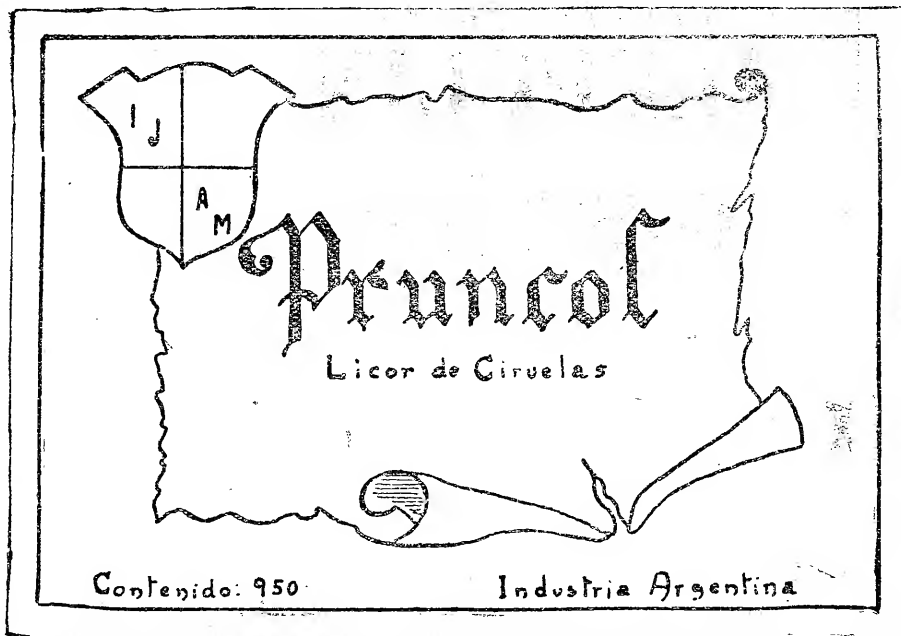 I J
A M
Pruncol
Licor de Ciruelas
Contenido: 950
Industria Argentina